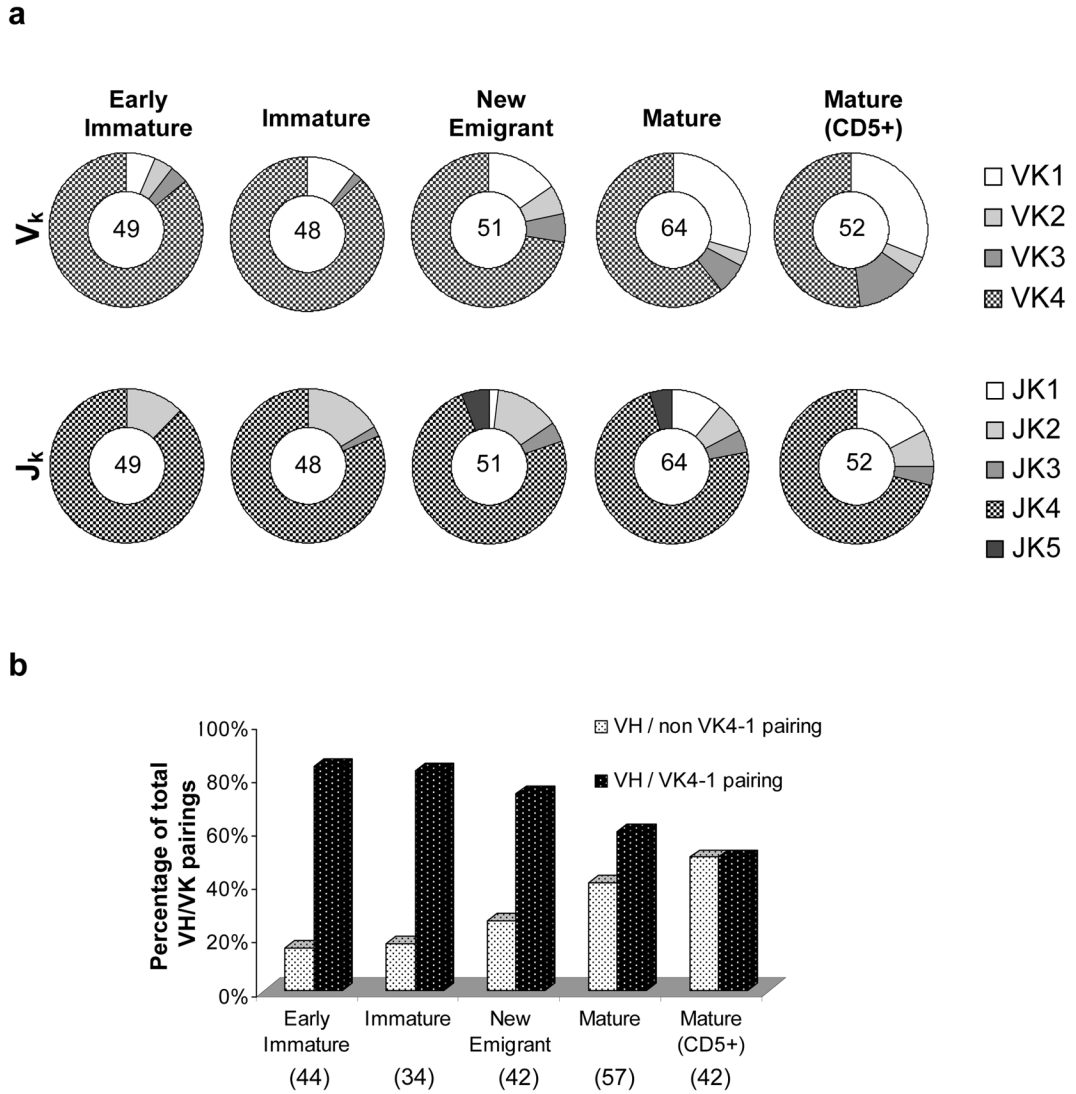 a
Early
Immature
Immature
New
Emigrant
Mature
Mature
(CD5+)
Vk
49
48
51
64
52
VK1
VK2
VK3
VK4
Jk
49
48
51
64
52
JK1
JK2
JK3
JK4
JK5
b
Percentage of total
VH/VK pairings
100%
80%
60%
40%
20%
0%
VH / non VK4-1 pairing
VH / VK4-1 pairing
Early
Immature
Immature
New
Emigrant
Mature
Mature
(CD5+)
(44)
(34)
(42)
(57)
(42)